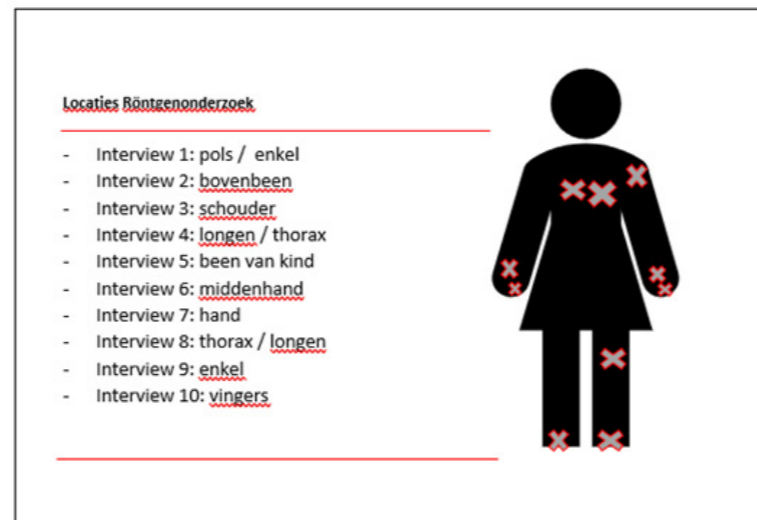 Locaties Röntgenonderzoek
- Interview 1: pols / enkel
- Interview 2: bovenbeen
- Interview 3: schouder
- Interview 4: longen / thorax
- Interview 5: been van kind
- Interview 6: middenhand
- Interview 7: hand
- Interview 8: thorax / longen
- Interview 9: enkel
- Interview 10: vingers